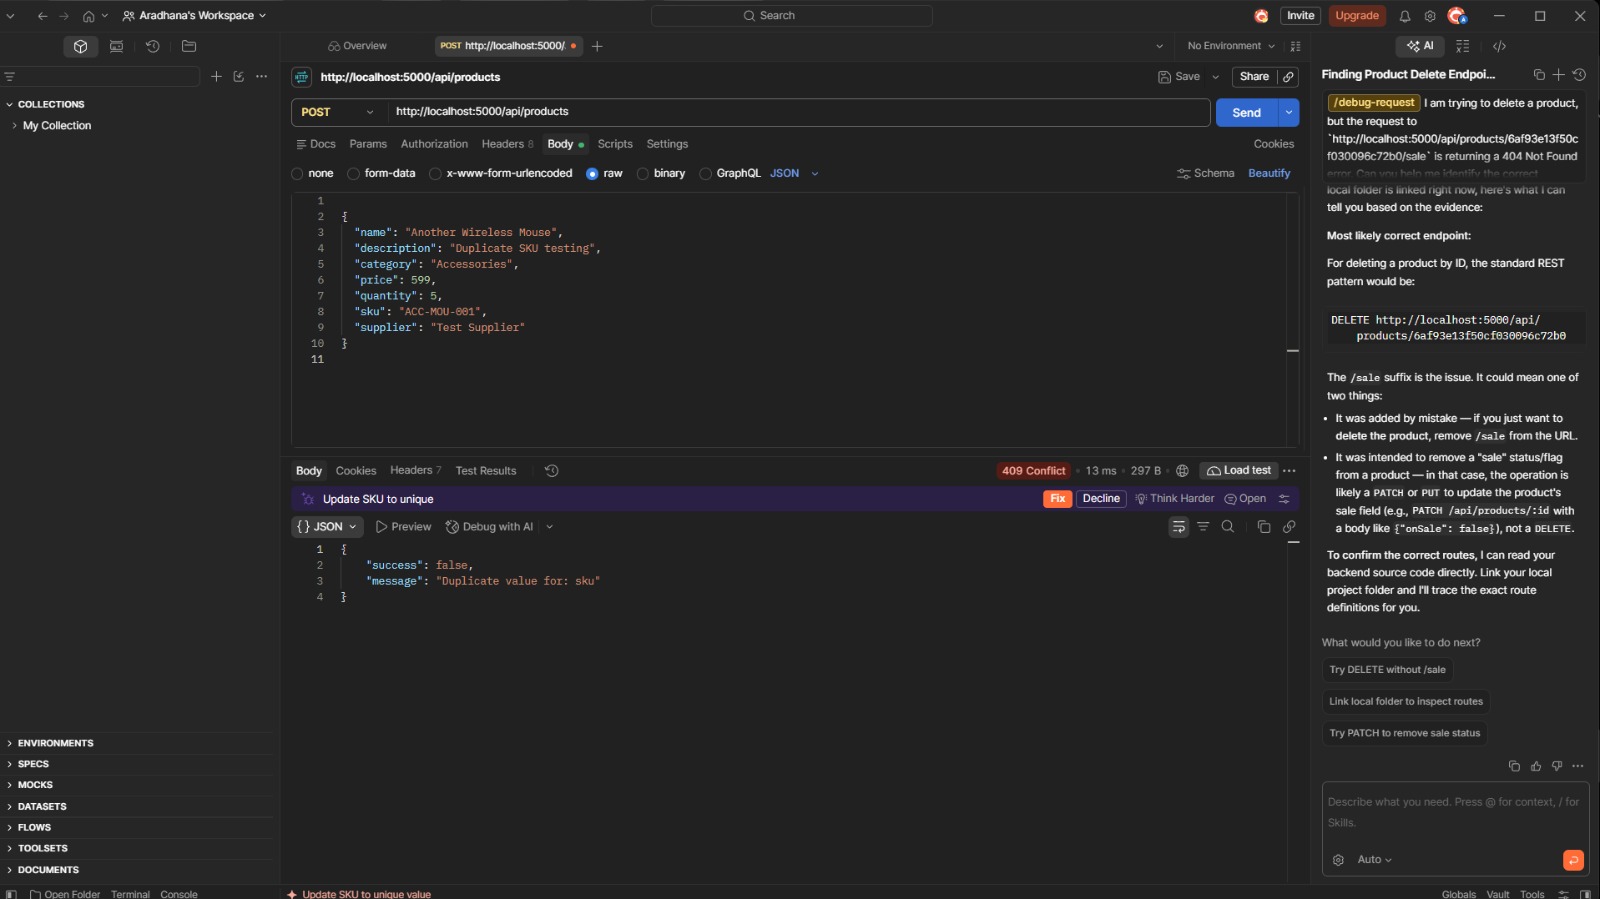 Aradhana's Workspace
Search
Invite
Upgrade
Overview
POST http://localhost:5000/.
No Environment
AI
COLLECTIONS
My Collection
HTTP
http://localhost:5000/api/products
Save
Share
POST
http://localhost:5000/api/products
Send
Docs
Params
Authorization
Headers 8
Body
Scripts
Settings
Cookies
none
form-data
x-www-form-urlencoded
raw
binary
GraphQL
JSON
Schema
Beautify
1
2 {
3 "name": "Another Wireless Mouse",
4 "description": "Duplicate SKU testing",
5 "category": "Accessories",
6 "price": 599,
7 "quantity": 5,
8 "sku": "ACC-MOU-001",
9 "supplier": "Test Supplier"
10 }
11
Body
Cookies
Headers 7
Test Results
409 Conflict
13 ms
297 B
Load test
Update SKU to unique
Fix
Decline
Think Harder
Open
{} JSON
Preview
Debug with AI
1 {
2 "success": false,
3 "message": "Duplicate value for: sku"
4 }
Finding Product Delete Endpoi...
/debug-request I am trying to delete a product,
but the request to
`http://localhost:5000/api/products/6af93e13f50c
f030096c72b0/sale` is returning a 404 Not Found
error. Can you help me identify the correct
local folder is linked right now, here's what I can
tell you based on the evidence:
Most likely correct endpoint:
For deleting a product by ID, the standard REST
pattern would be:
DELETE http://localhost:5000/api/
products/6af93e13f50cf030096c72b0
The /sale suffix is the issue. It could mean one of
two things:
• It was added by mistake — if you just want to
delete the product, remove /sale from the URL.
• It was intended to remove a "sale" status/flag
from a product — in that case, the operation is
likely a PATCH or PUT to update the product's
sale field (e.g., PATCH /api/products/:id with
a body like {"onSale": false}), not a DELETE.
To confirm the correct routes, I can read your
backend source code directly. Link your local
project folder and I'll trace the exact route
definitions for you.
What would you like to do next?
Try DELETE without /sale
Link local folder to inspect routes
Try PATCH to remove sale status
Describe what you need. Press @ for context, / for
Skills.
Auto
ENVIRONMENTS
SPECS
MOCKS
DATASETS
FLOWS
TOOLSETS
DOCUMENTS
Open Folder
Terminal
Console
Update SKU to unique value
Globals
Vault
Tools